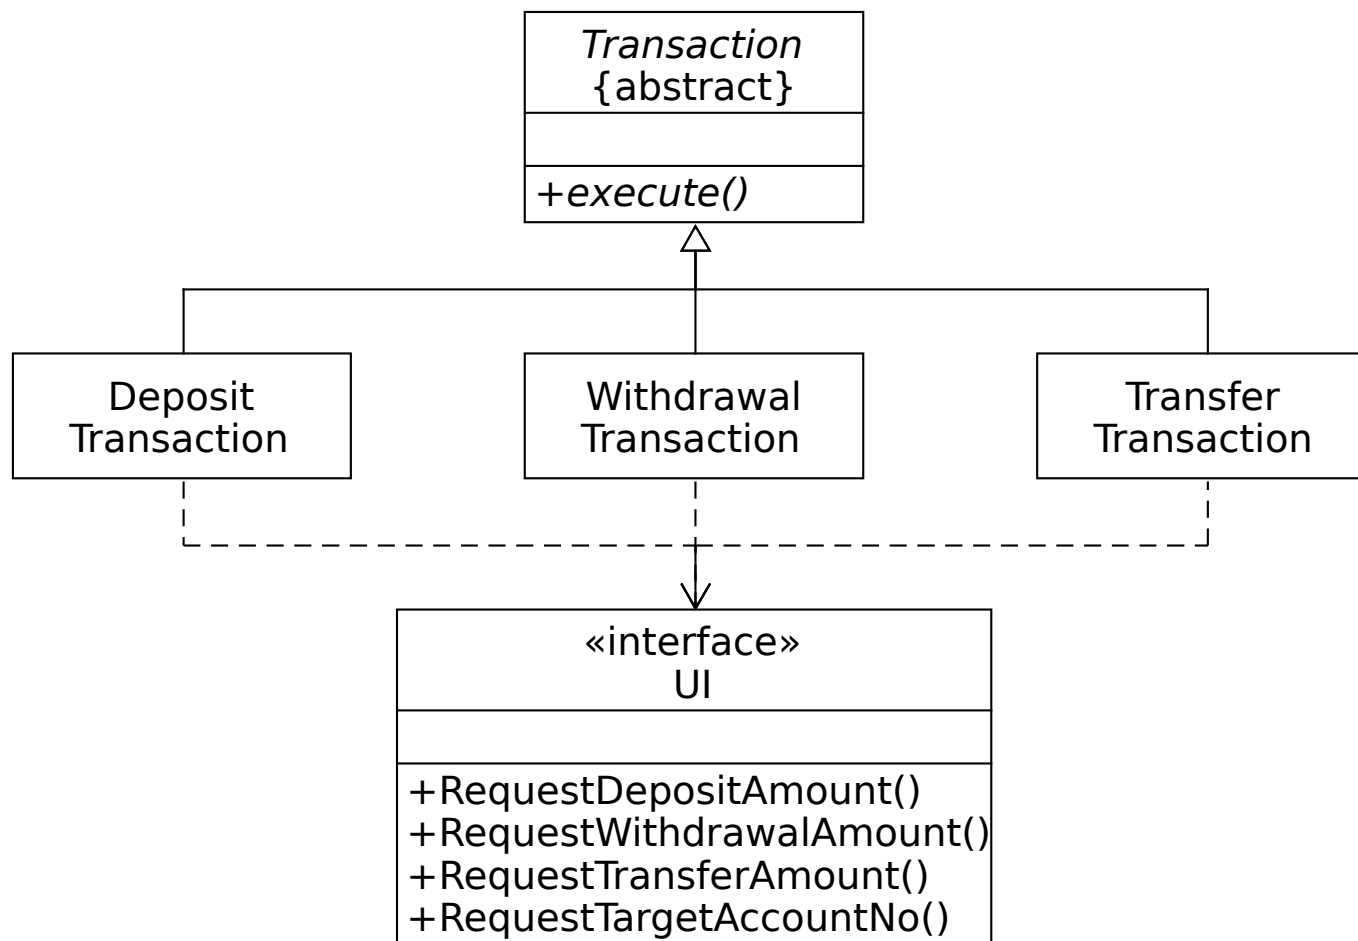 Transaction
{abstract}
+execute()
Deposit
Transaction
Withdrawal
Transaction
Transfer
Transaction
«interface»
UI
+RequestDepositAmount()
+RequestWithdrawalAmount()
+RequestTransferAmount()
+RequestTargetAccountNo()